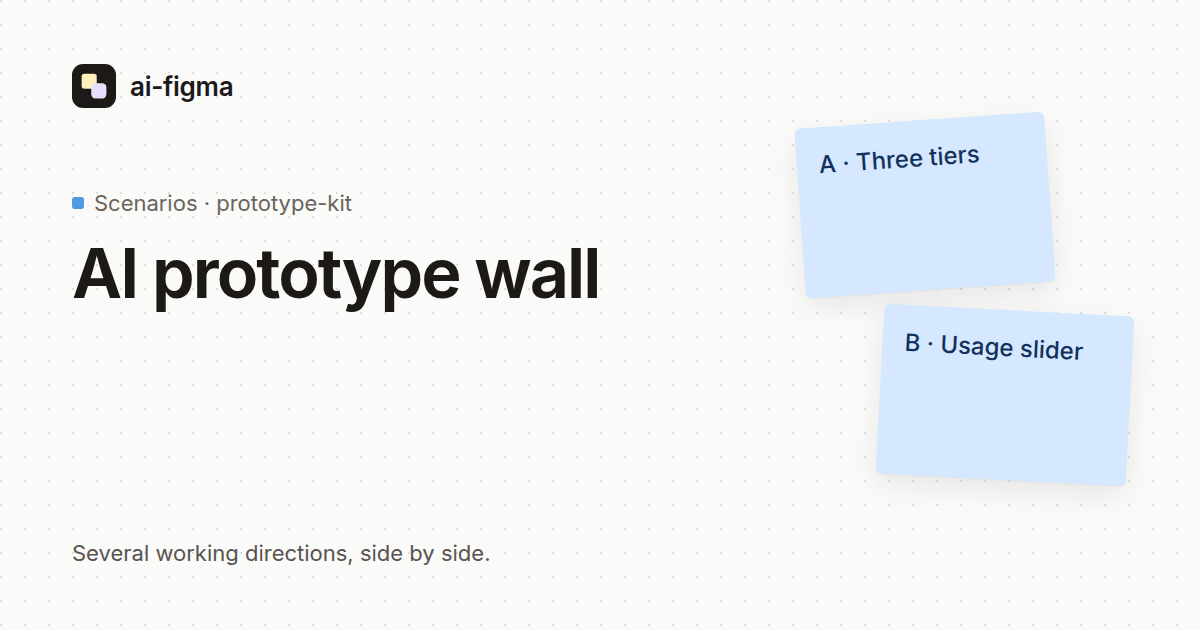 ai-figma
Scenarios · prototype-kit
AI prototype wall
A · Three tiers
B · Usage slider
Several working directions, side by side.